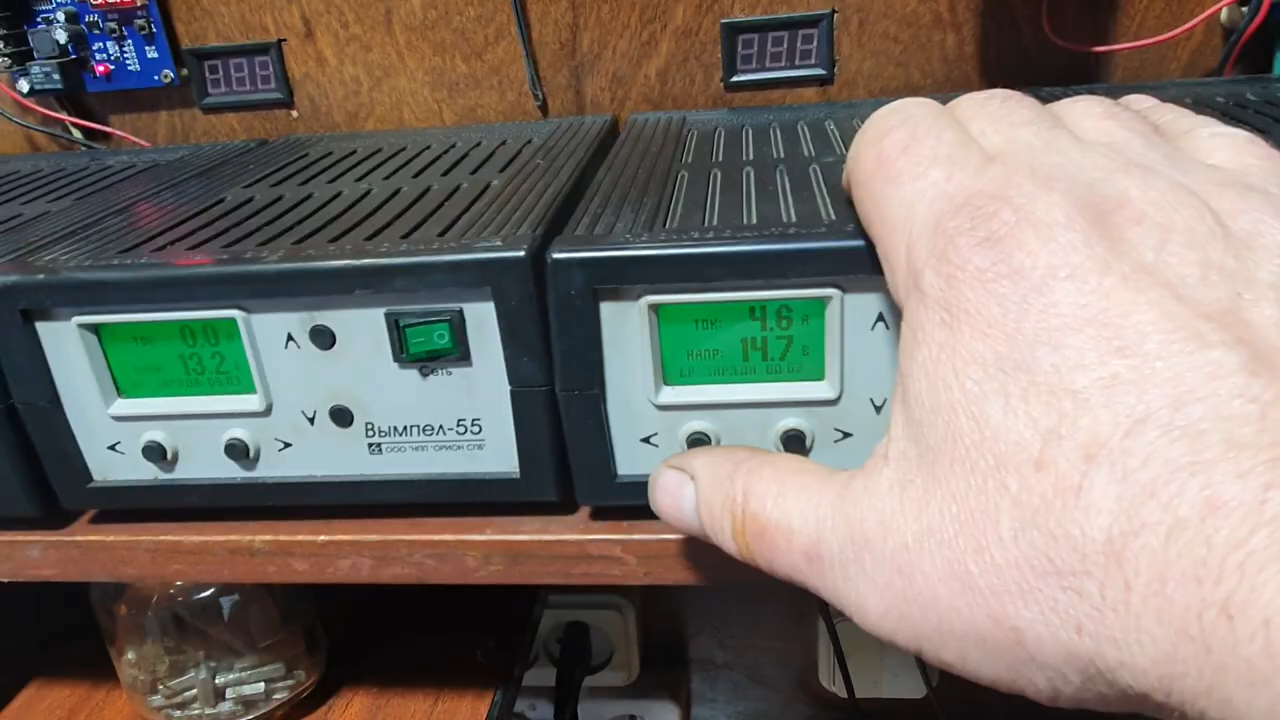 0.0
13.2
Сеть
Вымпел-55
ООО "НПП "ОРИОН СПБ"
ТОК: 4.6 А
НАПР: 14.7 В
ВР ЗАРЯДА 00:07